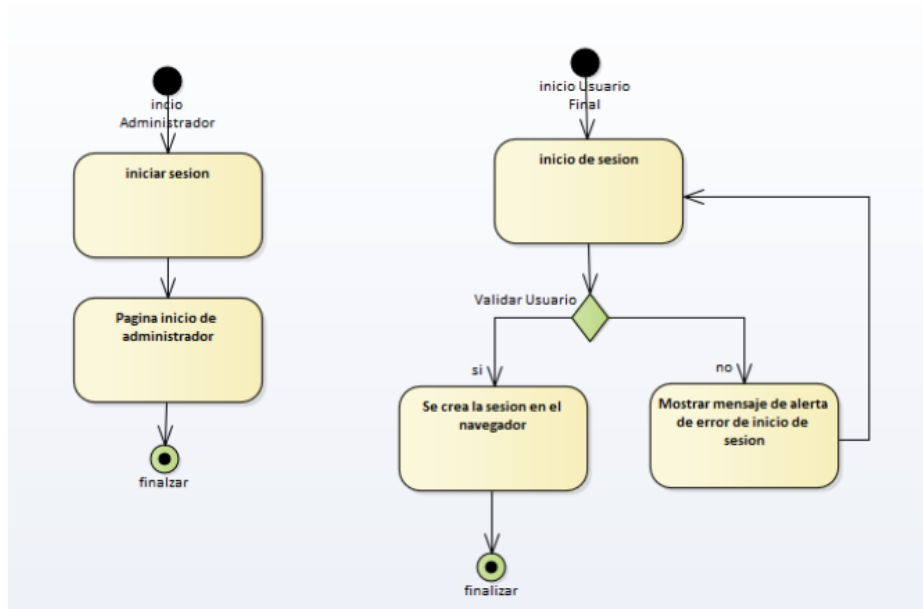 incio
Administrador
iniciar sesion
Pagina inicio de
administrador
finalzar
inicio Usuario
Final
inicio de sesion
Validar Usuario
si
no
Se crea la sesion en el
navegador
Mostrar mensaje de alerta
de error de inicio de
sesion
finalizar